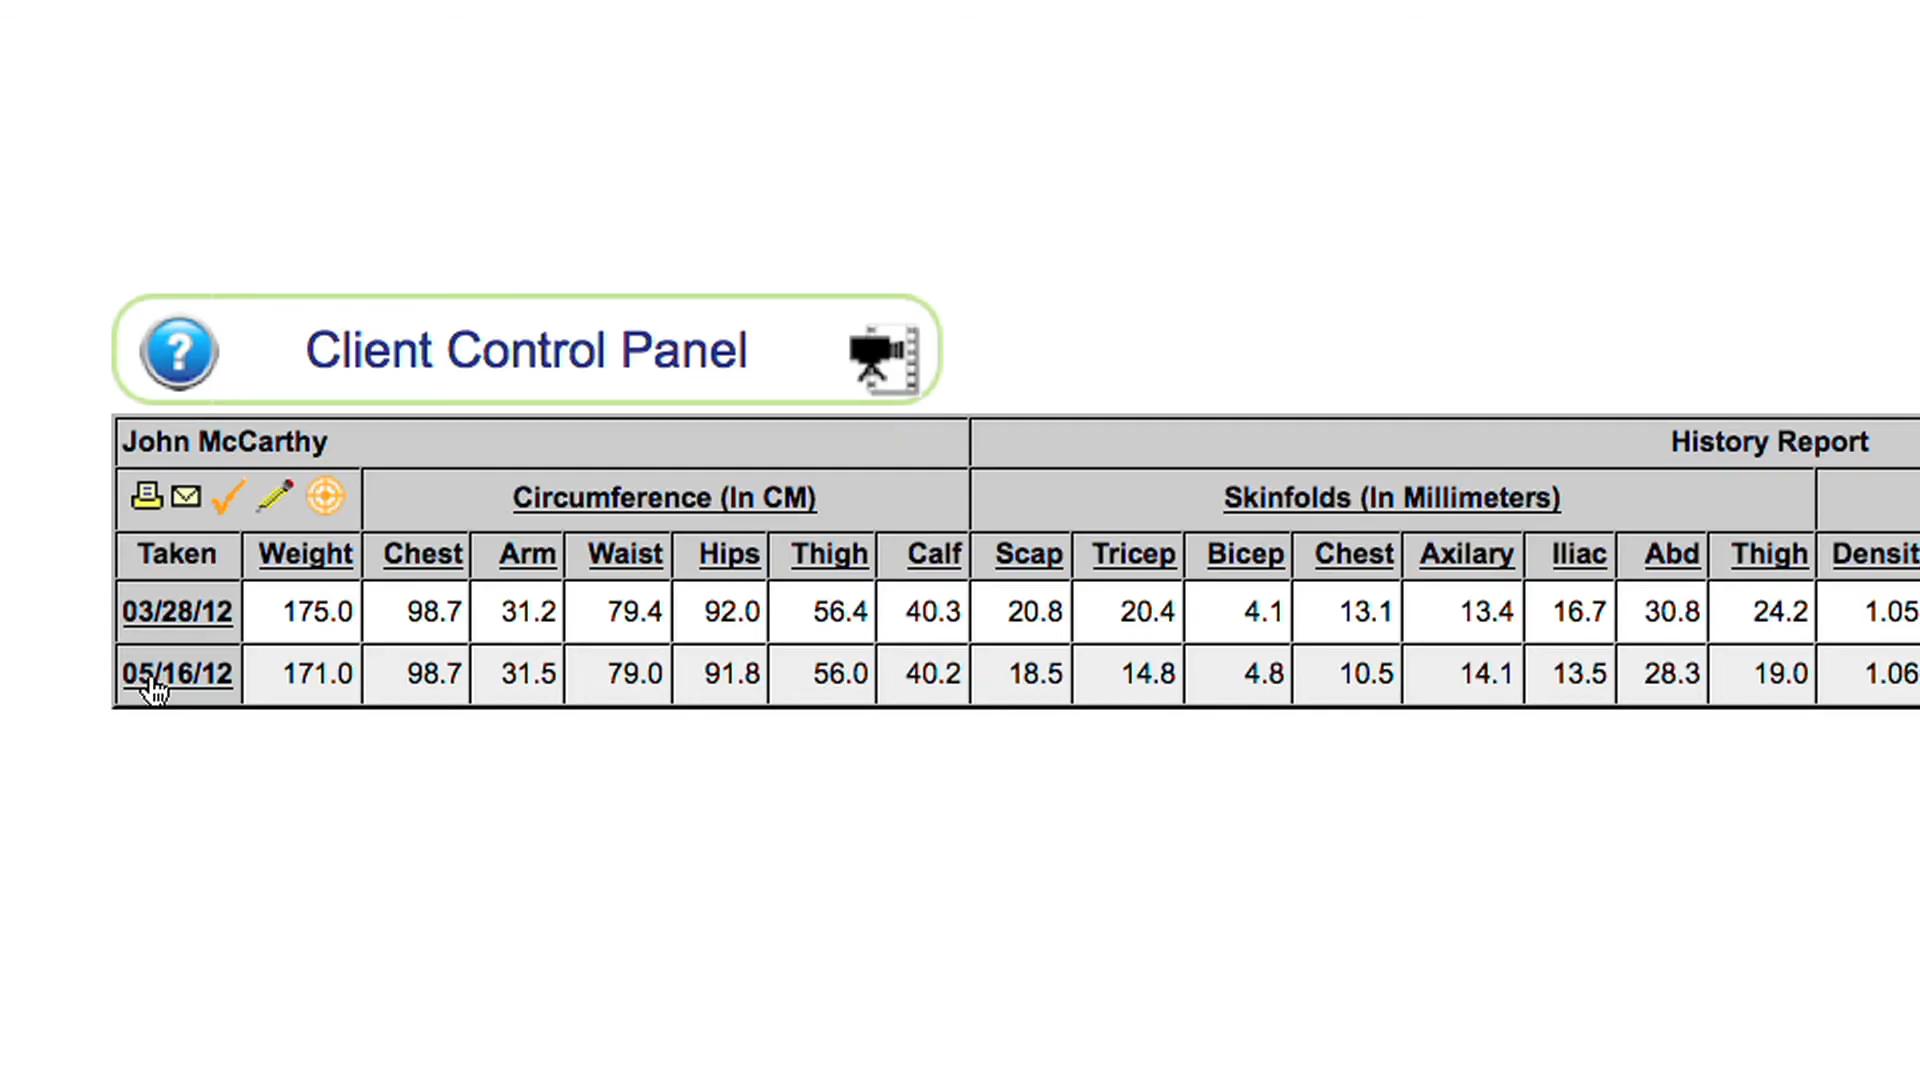 ?
Client Control Panel
John McCarthy History Report
Circumference (In CM) Skinfolds (In Millimeters)
Taken Weight Chest Arm Waist Hips Thigh Calf Scap Tricep Bicep Chest Axilary Iliac Abd Thigh Densit
03/28/12 175.0 98.7 31.2 79.4 92.0 56.4 40.3 20.8 20.4 4.1 13.1 13.4 16.7 30.8 24.2 1.05
05/16/12 171.0 98.7 31.5 79.0 91.8 56.0 40.2 18.5 14.8 4.8 10.5 14.1 13.5 28.3 19.0 1.06